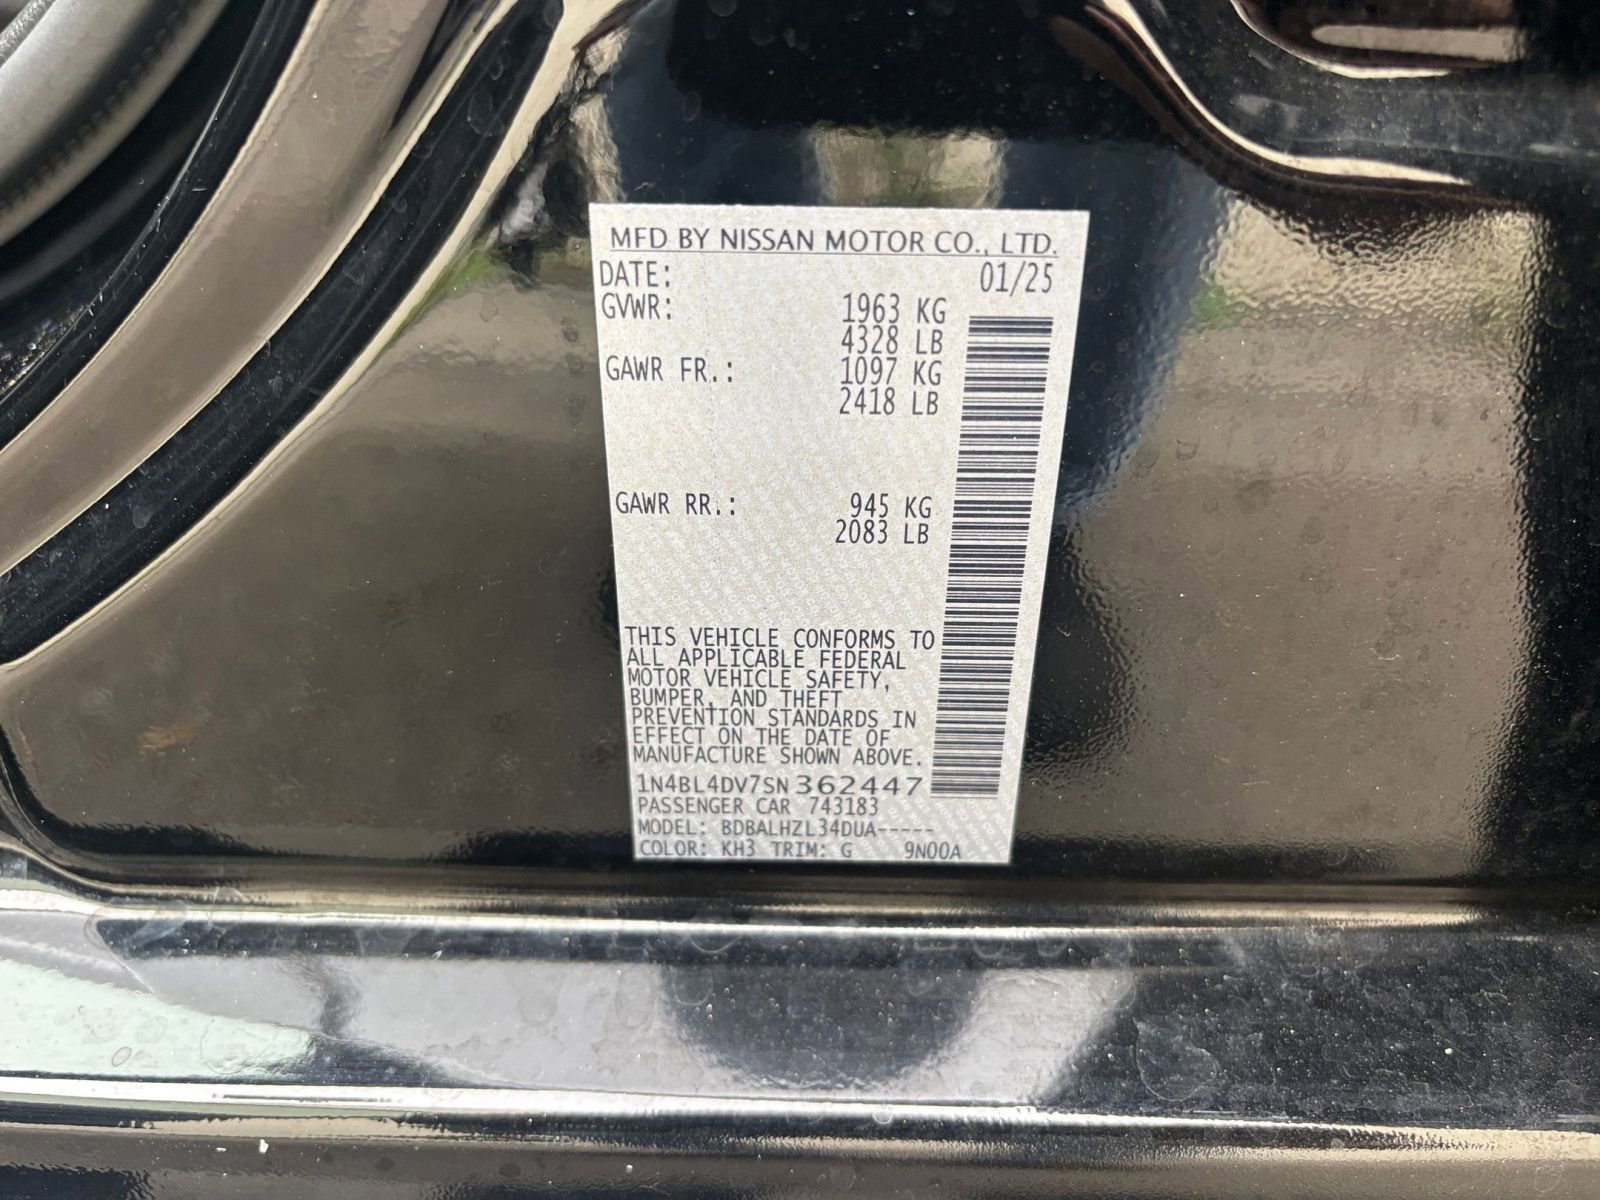 MFD BY NISSAN MOTOR CO., LTD.
DATE: 01/25
GVWR: 1963 KG
4328 LB
GAWR FR.: 1097 KG
2418 LB
GAWR RR.: 945 KG
2083 LB
THIS VEHICLE CONFORMS TO
ALL APPLICABLE FEDERAL
MOTOR VEHICLE SAFETY,
BUMPER, AND THEFT
PREVENTION STANDARDS IN
EFFECT ON THE DATE OF
MANUFACTURE SHOWN ABOVE.
1N4BL4DV7SN362447
PASSENGER CAR 743183
MODEL: BDBALHZL34DUA-----
COLOR: KH3 TRIM: G 9N00A